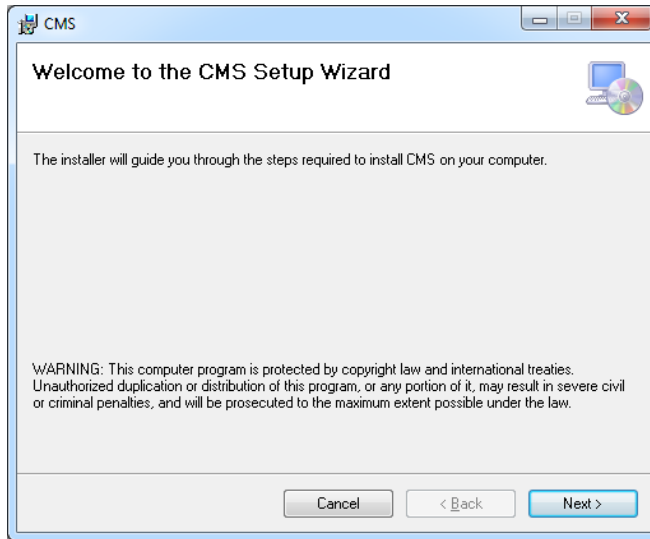 CMS
Welcome to the CMS Setup Wizard
The installer will guide you through the steps required to install CMS on your computer.
WARNING: This computer program is protected by copyright law and international treaties.
Unauthorized duplication or distribution of this program, or any portion of it, may result in severe civil
or criminal penalties, and will be prosecuted to the maximum extent possible under the law.
Cancel
< Back
Next >